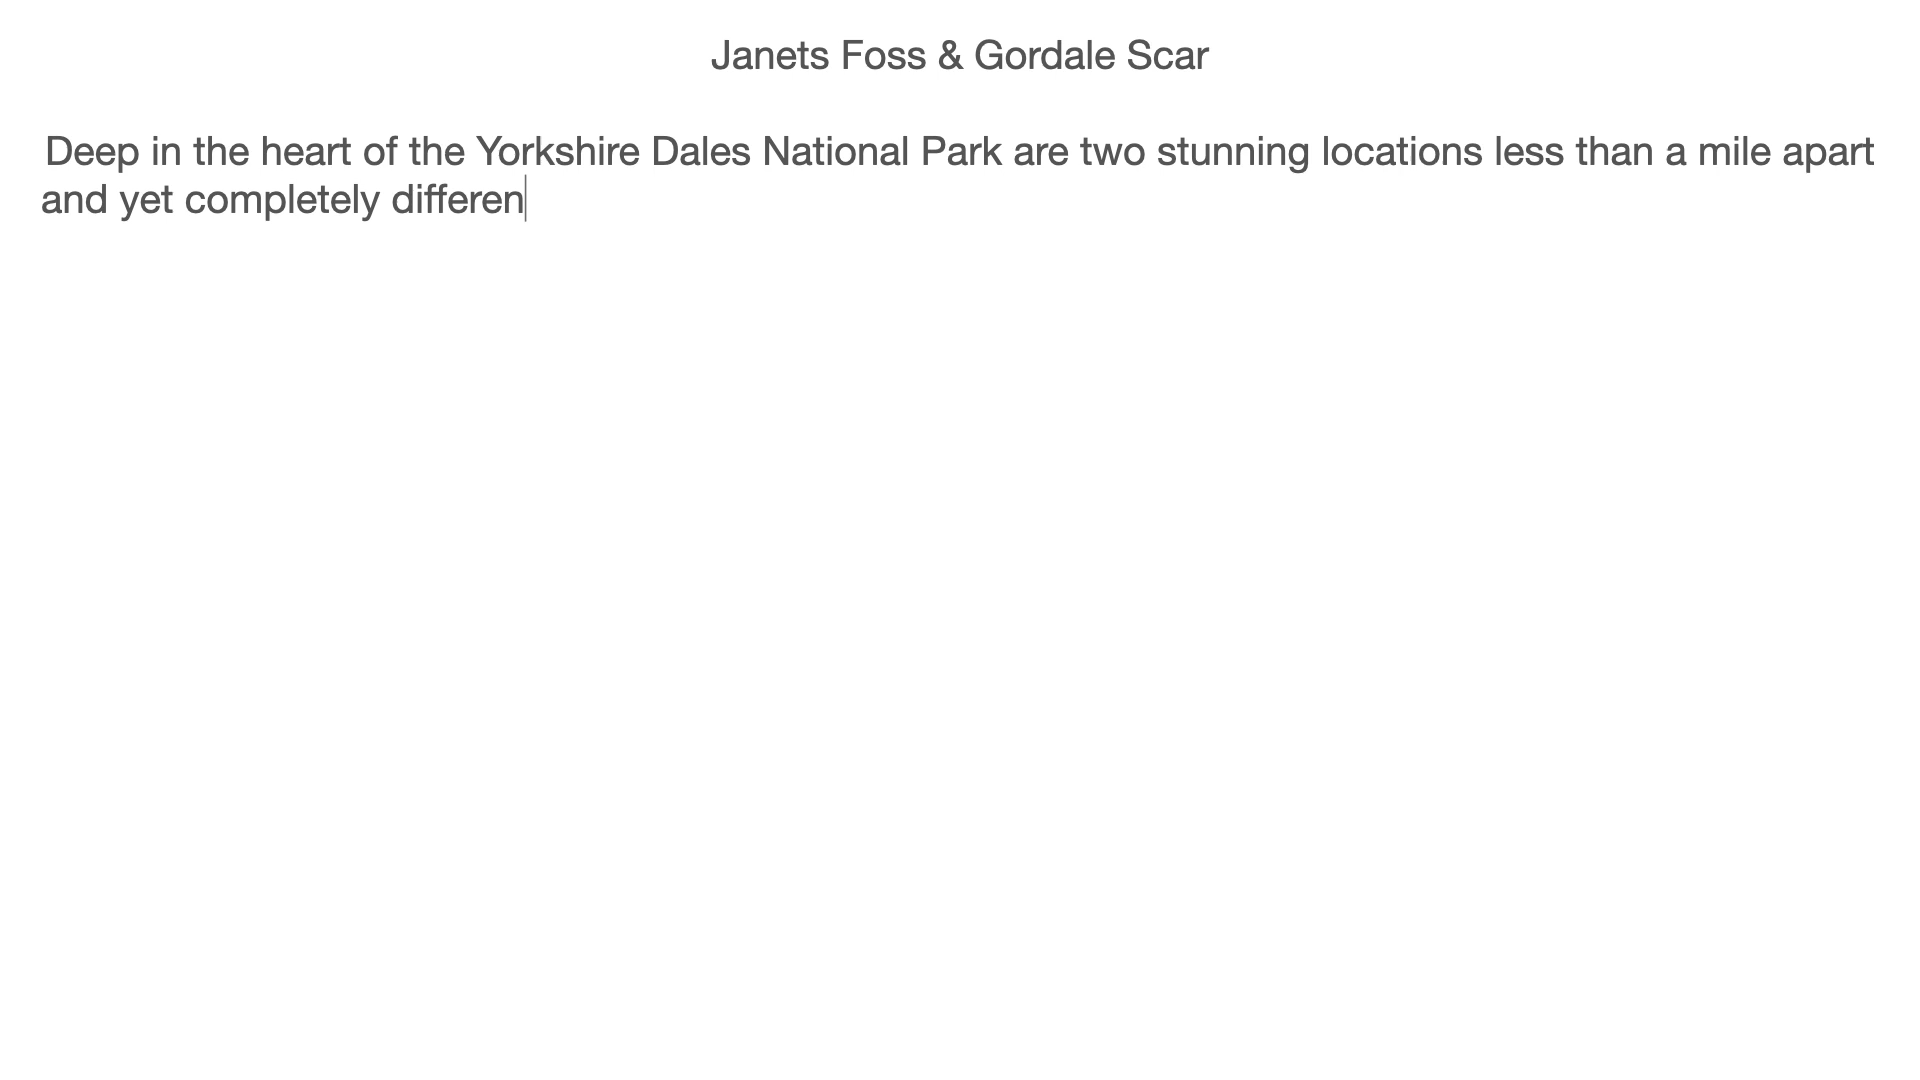 Janets Foss & Gordale Scar
Deep in the heart of the Yorkshire Dales National Park are two stunning locations less than a mile apart
and yet completely differen